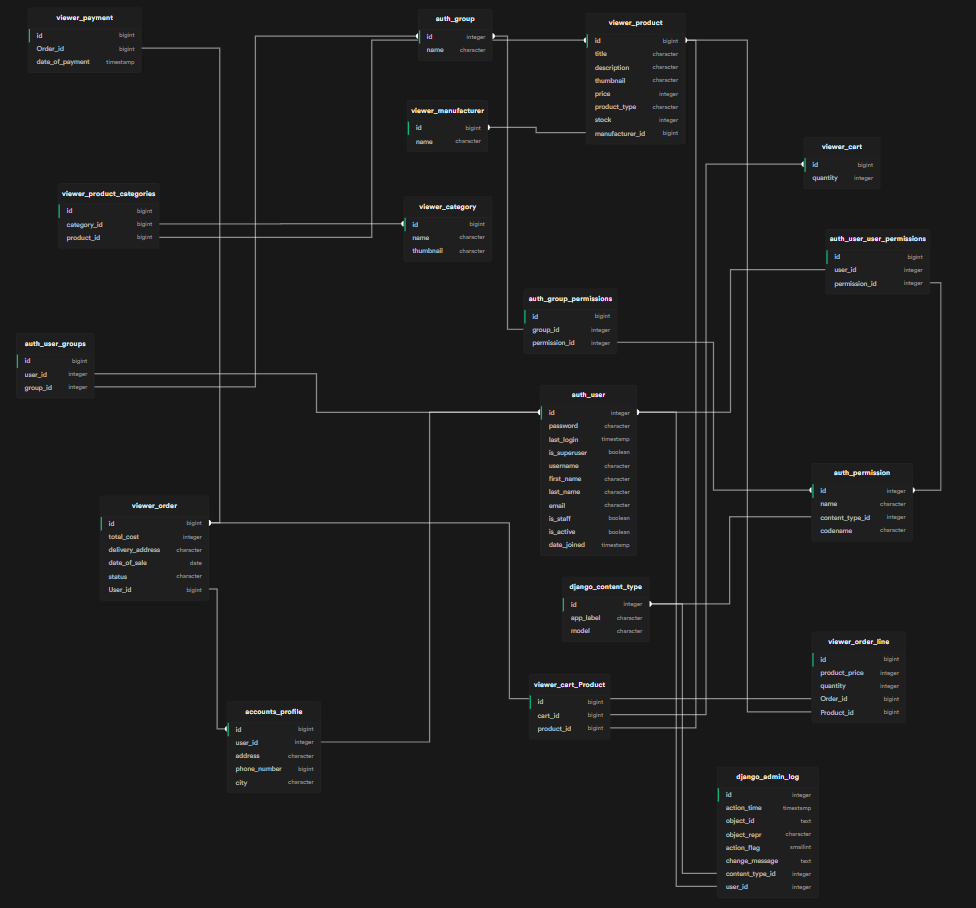 viewer_payment
id bigint
Order_id bigint
date_of_payment timestamp
auth_group
id integer
name character
viewer_product
id bigint
title character
description character
thumbnail character
price integer
product_type character
stock integer
manufacturer_id bigint
viewer_manufacturer
id bigint
name character
viewer_cart
id bigint
quantity integer
viewer_product_categories
id bigint
category_id bigint
product_id bigint
viewer_category
id bigint
name character
thumbnail character
auth_user_user_permissions
id bigint
user_id integer
permission_id integer
auth_group_permissions
id bigint
group_id integer
permission_id integer
auth_user_groups
id bigint
user_id integer
group_id integer
auth_user
id integer
password character
last_login timestamp
is_superuser boolean
username character
first_name character
last_name character
email character
is_staff boolean
is_active boolean
date_joined timestamp
auth_permission
id integer
name character
content_type_id integer
codename character
viewer_order
id bigint
total_cost integer
delivery_address character
date_of_sale date
status character
User_id bigint
django_content_type
id integer
app_label character
model character
viewer_order_line
id bigint
product_price integer
quantity integer
Order_id bigint
Product_id bigint
viewer_cart_Product
id bigint
cart_id bigint
product_id bigint
accounts_profile
id bigint
user_id integer
address character
phone_number bigint
city character
django_admin_log
id integer
action_time timestamp
object_id text
object_repr character
action_flag smallint
change_message text
content_type_id integer
user_id integer